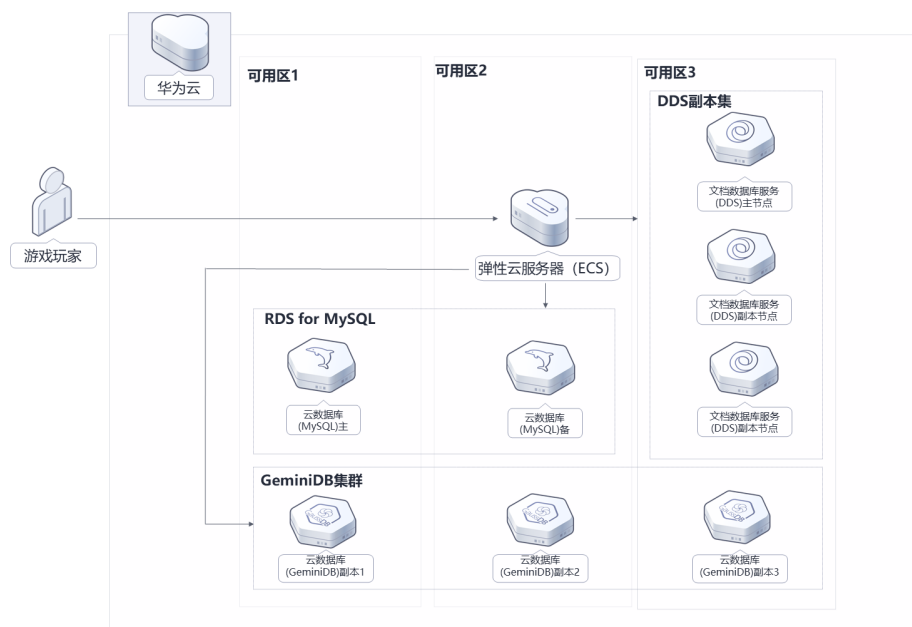 华为云
可用区1
可用区2
可用区3
DDS副本集
文档数据库服务
(DDS)主节点
游戏玩家
弹性云服务器（ECS）
文档数据库服务
(DDS)副本节点
RDS for MySQL
云数据库
(MySQL)主
云数据库
(MySQL)备
文档数据库服务
(DDS)副本节点
GeminiDB集群
云数据库
(GeminiDB)副本1
云数据库
(GeminiDB)副本2
云数据库
(GeminiDB)副本3